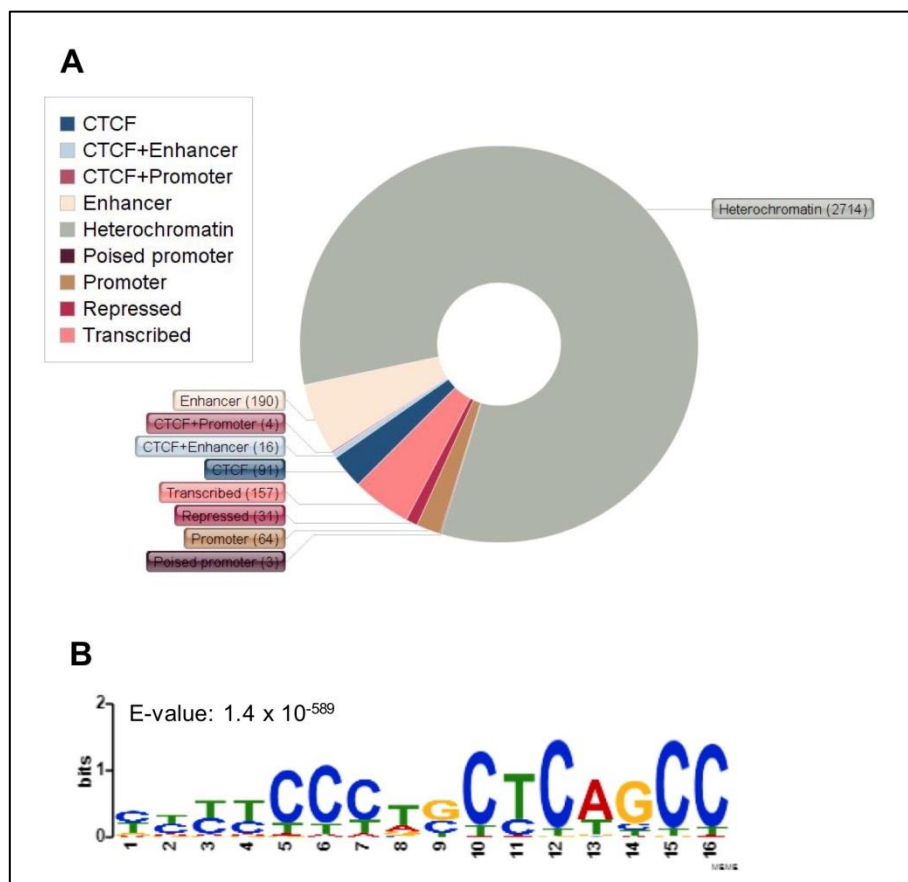 A
CTCF
CTCF+Enhancer
CTCF+Promoter
Enhancer
Heterochromatin
Poised promoter
Promoter
Repressed
Transcribed
Heterochromatin (2714)
Enhancer (190)
CTCF+Promoter (4)
CTCF+Enhancer (16)
CTCF (91)
Transcribed (157)
Repressed (31)
Promoter (64)
Poised promoter (3)
B
E-value: 1.4 x 10⁻⁵⁸⁹
2
1
0
bits
CTTTCCCTGCTCAGCC
1 2 3 4 5 6 7 8 9 10 11 12 13 14 15 16
MEME